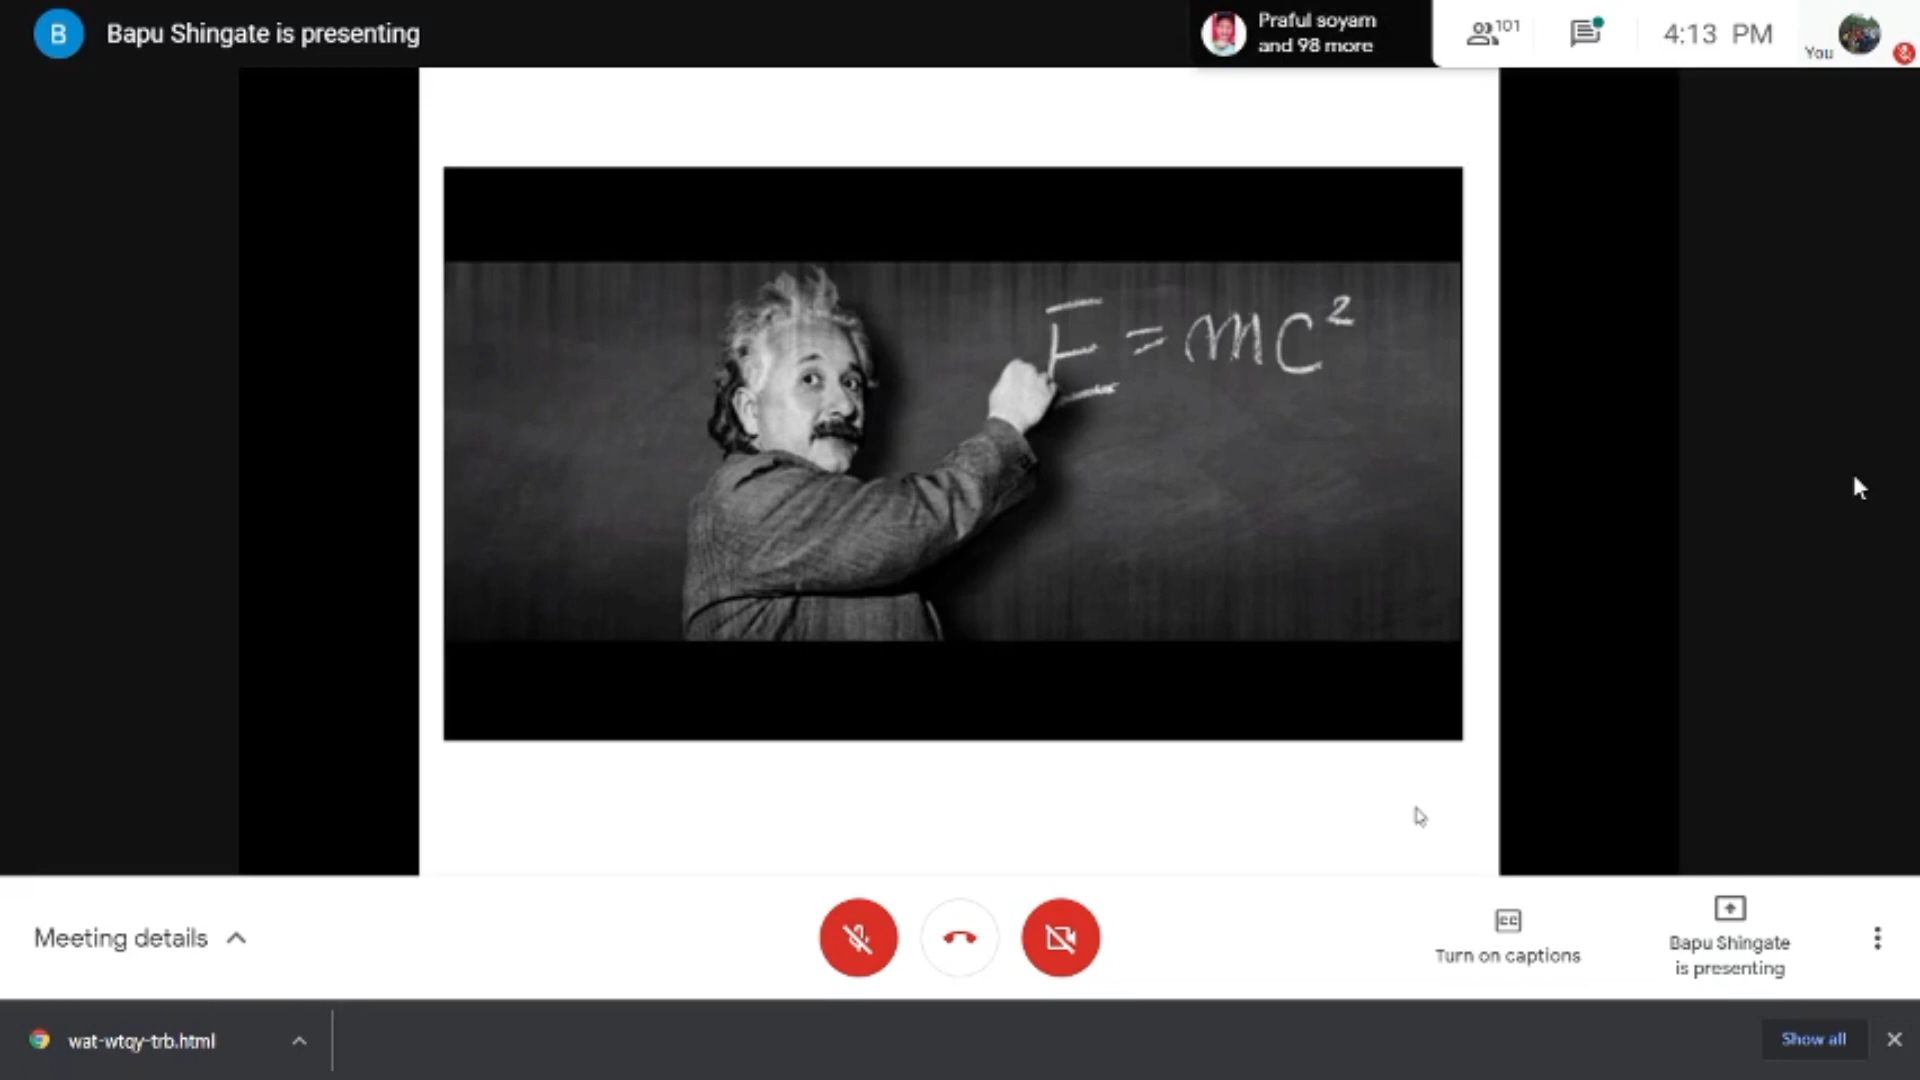 B Bapu Shingate is presenting
Praful soyam
and 98 more
101
4:13 PM
You
E = mc²
Meeting details
Turn on captions
Bapu Shingate
is presenting
wat-wtqy-trb.html
Show all